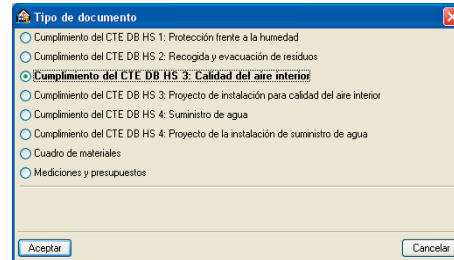 Tipo de documento
Cumplimiento del CTE DB HS 1: Protección frente a la humedad
Cumplimiento del CTE DB HS 2: Recogida y evacuación de residuos
Cumplimiento del CTE DB HS 3: Calidad del aire interior
Cumplimiento del CTE DB HS 3: Proyecto de instalación para calidad del aire interior
Cumplimiento del CTE DB HS 4: Suministro de agua
Cumplimiento del CTE DB HS 4: Proyecto de la instalación de suministro de agua
Cuadro de materiales
Mediciones y presupuestos
Aceptar
Cancelar